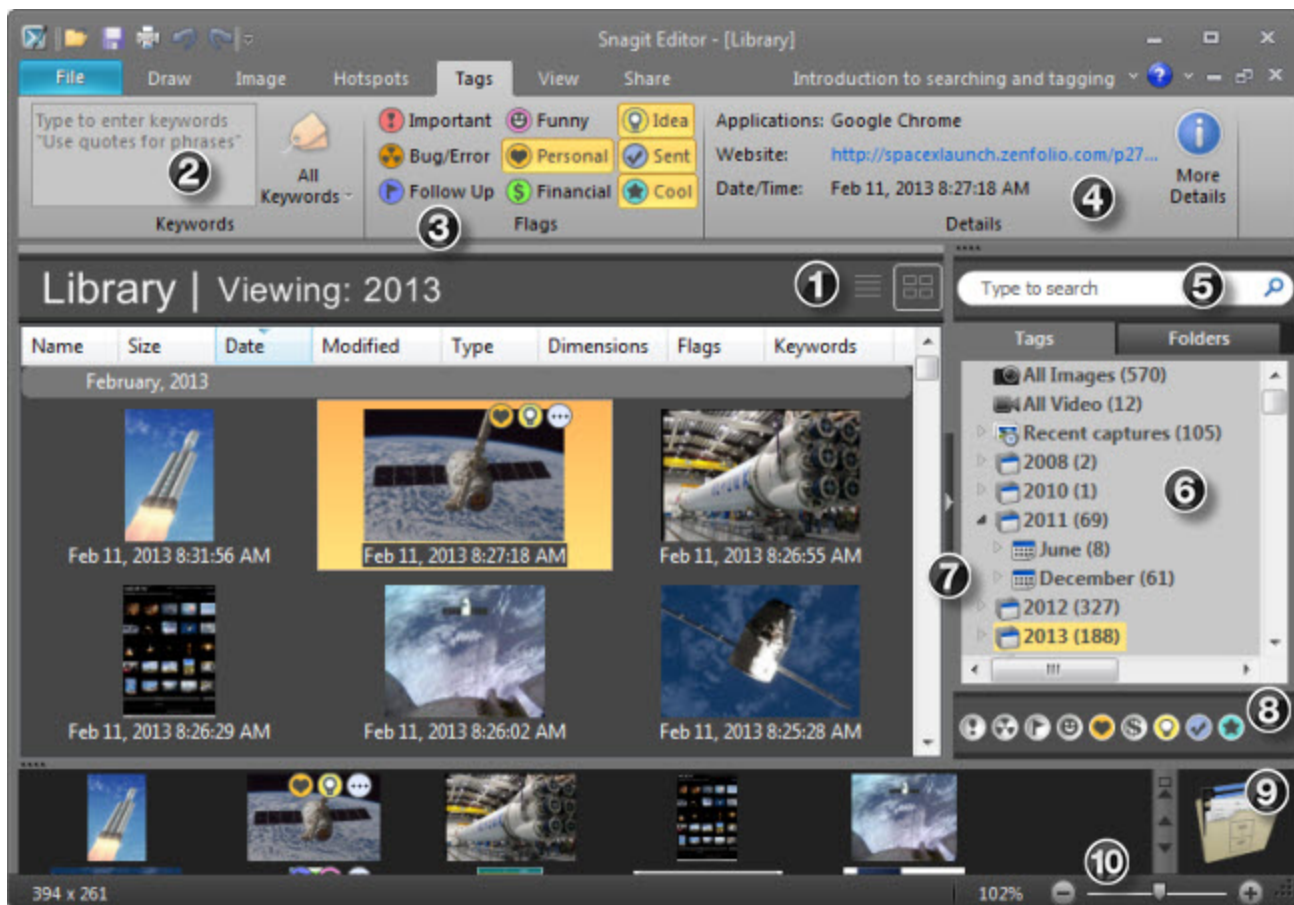 Snagit Editor - [Library]
File Draw Image Hotspots Tags View Share Introduction to searching and tagging ?
Type to enter keywords
"Use quotes for phrases"
2
All
Keywords
Keywords
Important Funny Idea
Bug/Error Personal Sent
Follow Up $ Financial Cool
3
Flags
Applications: Google Chrome
Website: http://spacexlaunch.zenfolio.com/p27...
Date/Time: Feb 11, 2013 8:27:18 AM
4
More
Details
Details
Library | Viewing: 2013
1
Type to search
5
Name Size Date Modified Type Dimensions Flags Keywords
February, 2013
Feb 11, 2013 8:31:56 AM Feb 11, 2013 8:27:18 AM Feb 11, 2013 8:26:55 AM
Feb 11, 2013 8:26:29 AM Feb 11, 2013 8:26:02 AM Feb 11, 2013 8:25:28 AM
Tags Folders
All Images (570)
All Video (12)
Recent captures (105)
2008 (2)
2010 (1)
6
2011 (69)
June (8)
7
December (61)
2012 (327)
2013 (188)
8
9
10
394 x 261
102%